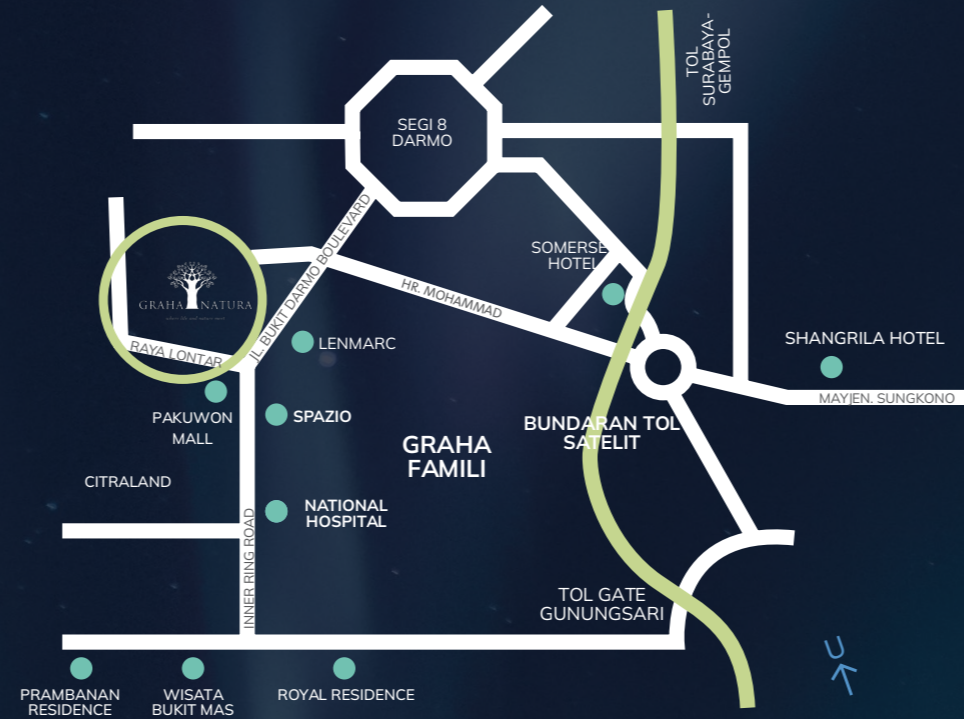 TOL
SURABAYA-
GEMPOL
SEGI 8
DARMO
SOMERSE
HOTEL
JL. BUKIT DARMO BOULEVARD
HR. MOHAMMAD
GRAHA NATURA
RAYA LONTAR
LENMARC
SHANGRILA HOTEL
MAYJEN. SUNGKONO
PAKUWON
MALL
SPAZIO
BUNDARAN TOL
SATELIT
GRAHA
FAMILI
CITRALAND
NATIONAL
HOSPITAL
INNER RING ROAD
TOL GATE
GUNUNGSARI
U
PRAMBANAN
RESIDENCE
WISATA
BUKIT MAS
ROYAL RESIDENCE